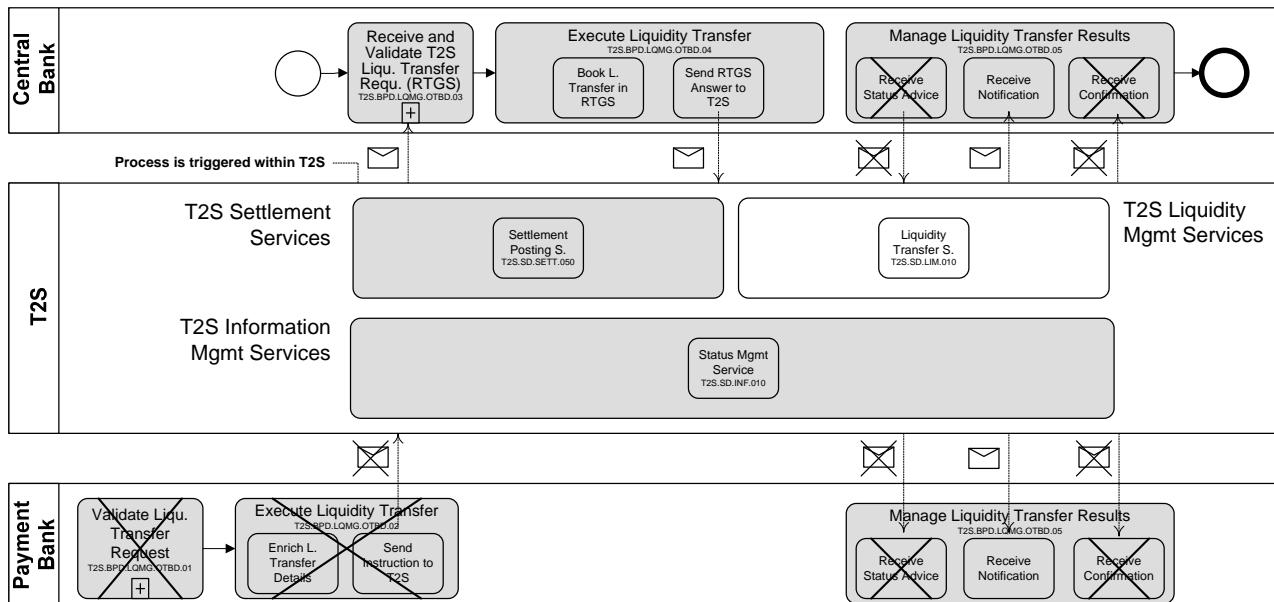 Central
Bank
Receive and
Validate T2S
Liqu. Transfer
Requ. (RTGS)
T2S.BPD.LQMG.OTBD.03
+
Execute Liquidity Transfer
T2S.BPD.LQMG.OTBD.04
Book L.
Transfer in
RTGS
Send RTGS
Answer to
T2S
Manage Liquidity Transfer Results
T2S.BPD.LQMG.OTBD.05
Receive
Status Advice
Receive
Notification
Receive
Confirmation
Process is triggered within T2S
T2S
T2S Settlement
Services
Settlement
Posting S.
T2S.SD.SETT.050
Liquidity
Transfer S.
T2S.SD.LIM.010
T2S Liquidity
Mgmt Services
T2S Information
Mgmt Services
Status Mgmt
Service
T2S.SD.INF.010
Payment
Bank
Validate Liqu.
Transfer
Request
T2S.BPD.LQMG.OTBD.01
+
Execute Liquidity Transfer
T2S.BPD.LQMG.OTBD.02
Enrich L.
Transfer
Details
Send
Instruction to
T2S
Manage Liquidity Transfer Results
T2S.BPD.LQMG.OTBD.05
Receive
Status Advice
Receive
Notification
Receive
Confirmation